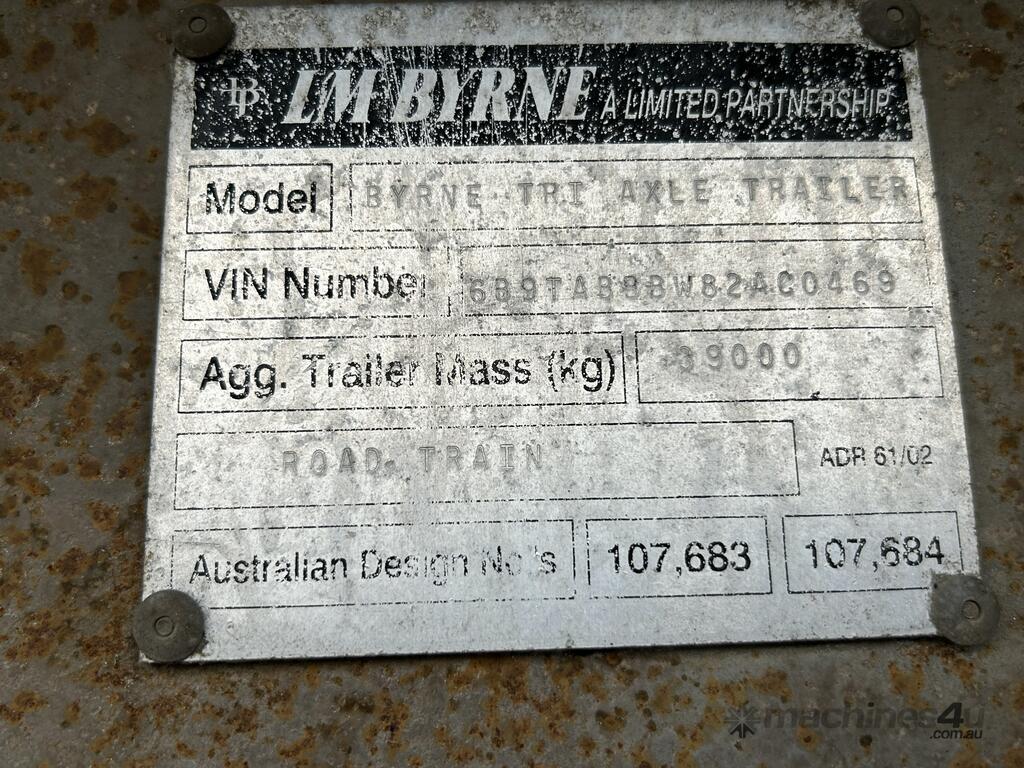 LM BYRNE A LIMITED PARTNERSHIP
Model BYRNE TRI AXLE TRAILER
VIN Number 6B9TABBBW82AC0469
Agg. Trailer Mass (kg) 39000
ROAD TRAIN ADR 61/02
Australian Design No.'s 107,683 107,684
machines4u
.com.au